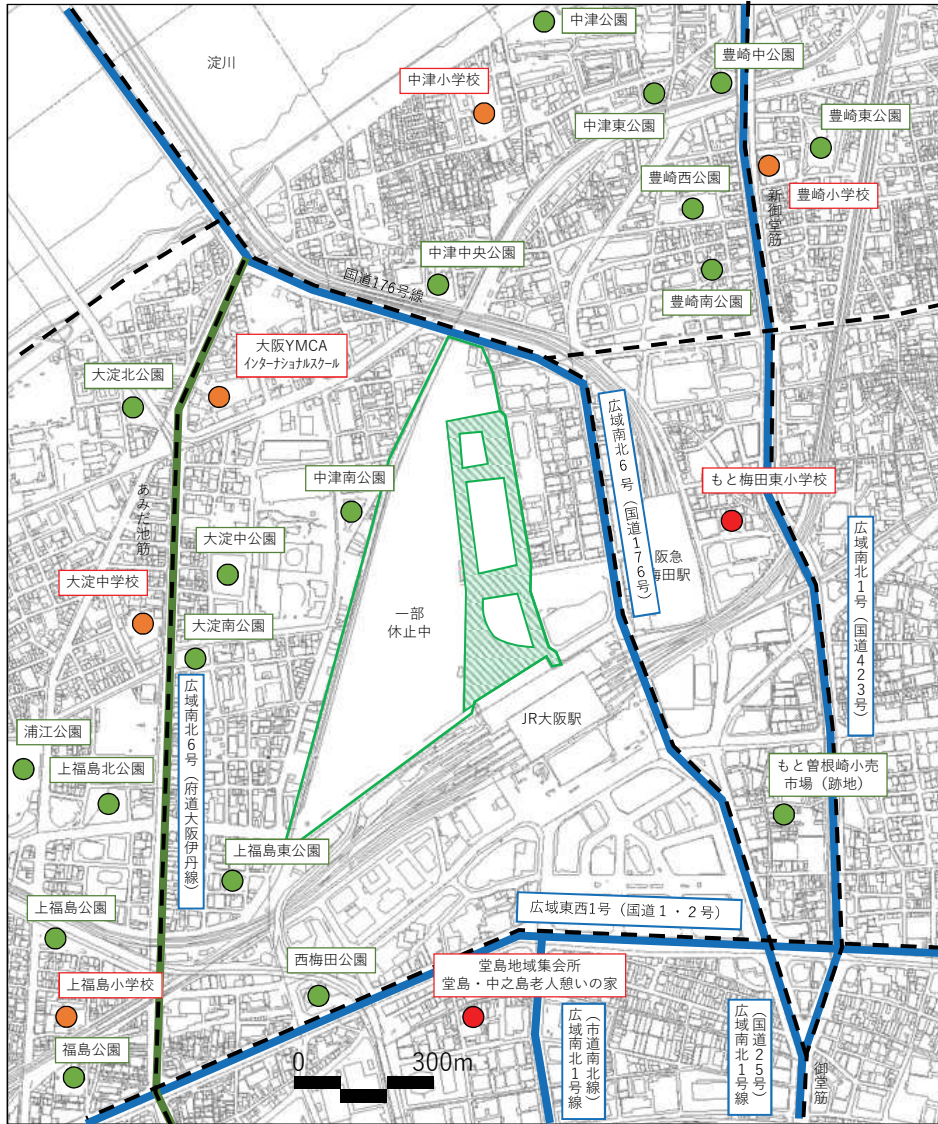 中津公園
淀川
豊崎中公園
中津小学校
豊崎東公園
中津東公園
豊崎西公園
豊崎小学校
新御堂筋
中津中央公園
国道176号線
豊崎南公園
大阪YMCA
インターナショナルスクール
大淀北公園
広域南北6号（国道176号）
中津南公園
もと梅田東小学校
あみだ池筋
大淀中公園
広域南北1号（国道423号）
阪急
梅田駅
大淀中学校
一部
休止中
大淀南公園
広域南北6号（府道大阪伊丹線）
JR大阪駅
浦江公園
上福島北公園
もと曽根崎小売
市場（跡地）
上福島東公園
広域東西1号（国道1・2号）
上福島公園
西梅田公園
堂島地域集会所
堂島・中之島老人憩いの家
上福島小学校
（市道南北線）
広域南北1号線
（国道25号）
広域南北1号線
福島公園
0
300m
御堂筋